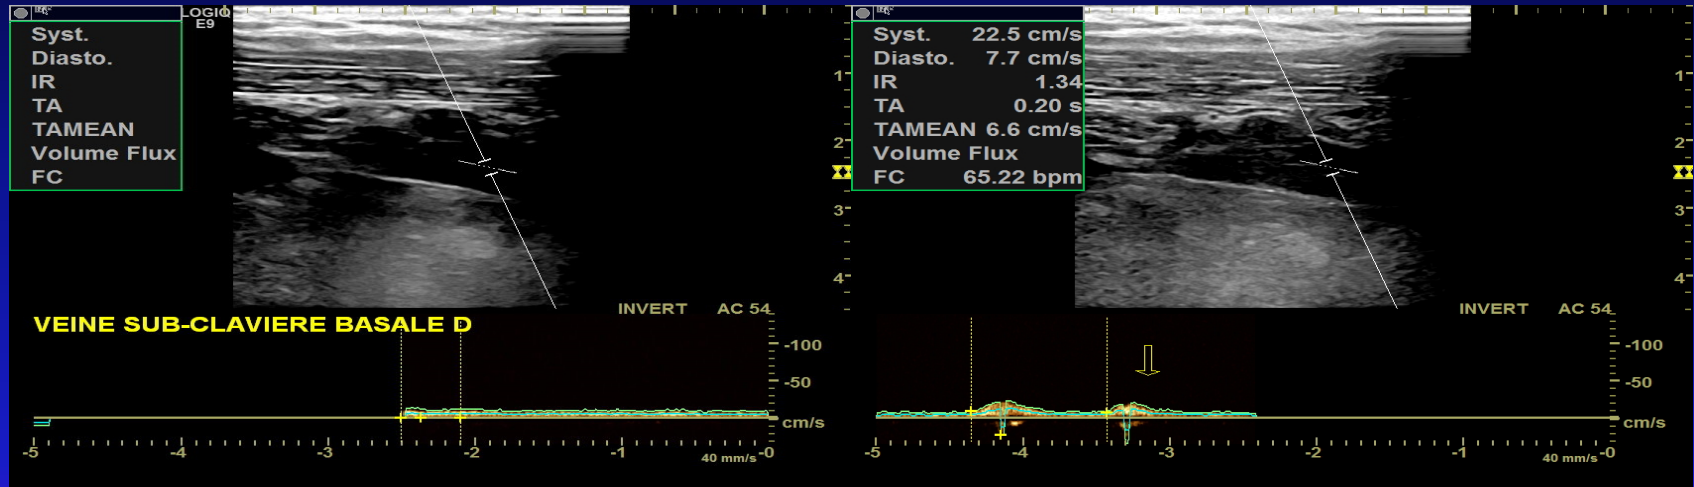 LOGIQ
E9
Syst.
Diasto.
IR
TA
TAMEAN
Volume Flux
FC
1
2
3
4
INVERT AC 54
VEINE SUB-CLAVIERE BASALE D
-100
-50
cm/s
-5 -4 -3 -2 -1 -0
40 mm/s
Syst. 22.5 cm/s
Diasto. 7.7 cm/s
IR 1.34
TA 0.20 s
TAMEAN 6.6 cm/s
Volume Flux
FC 65.22 bpm
1
2
3
4
INVERT AC 54
-100
-50
cm/s
-5 -4 -3 -2 -1 -0
40 mm/s